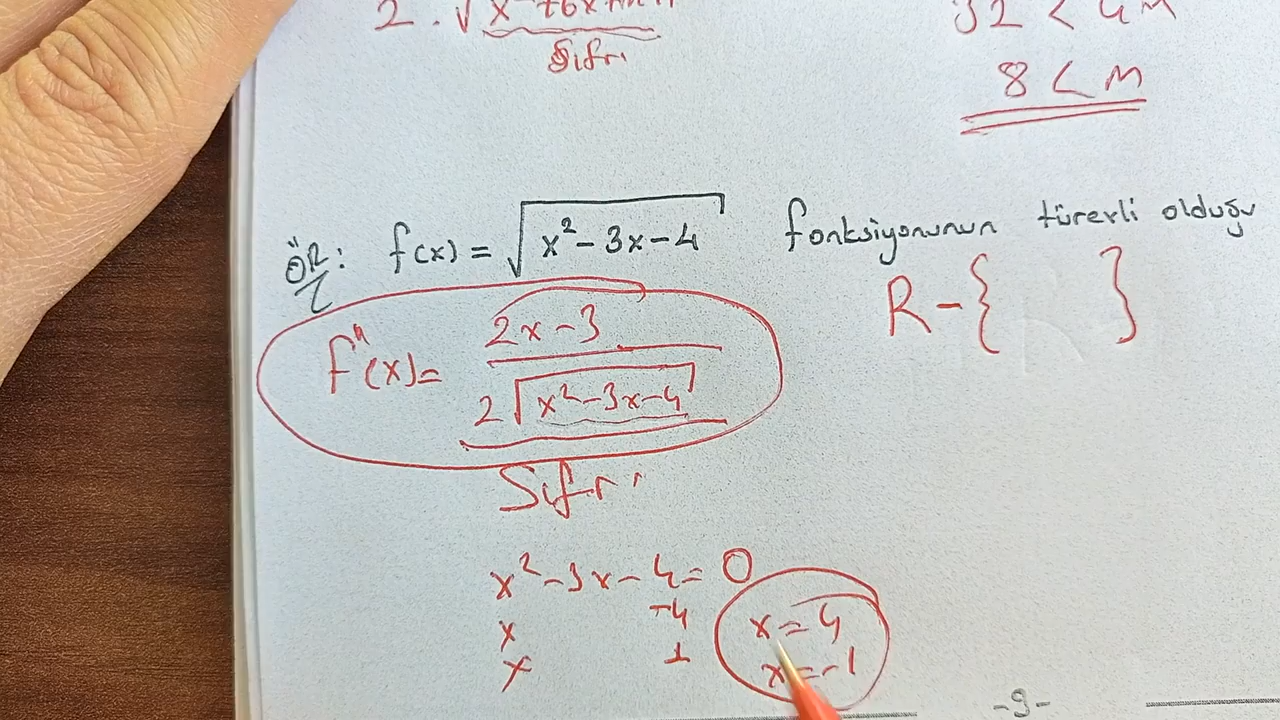 2 · √
Sıfrı
8 < m
ÖR: f(x) = √x² - 3x - 4 fonksiyonunun türevli olduğu
R - { }
f'(x) = 2x - 3
2√x² - 3x - 4
Sıfrı
x² - 3x - 4 = 0
x -4 x = 4
x 1 x = -1
-9-